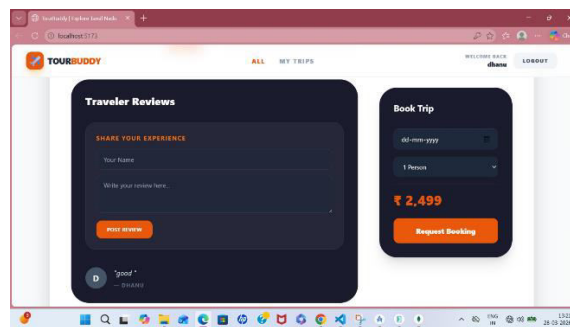 localhost:5173
TOURBUDDY
ALL MY TRIPS
WELCOME BACK
dhanu
LOGOUT
Traveler Reviews
SHARE YOUR EXPERIENCE
Your Name
Write your review here...
POST REVIEW
D
"good"
— DHANU
Book Trip
dd-mm-yyyy
1 Person
₹ 2,499
Request Booking
ENG
IN